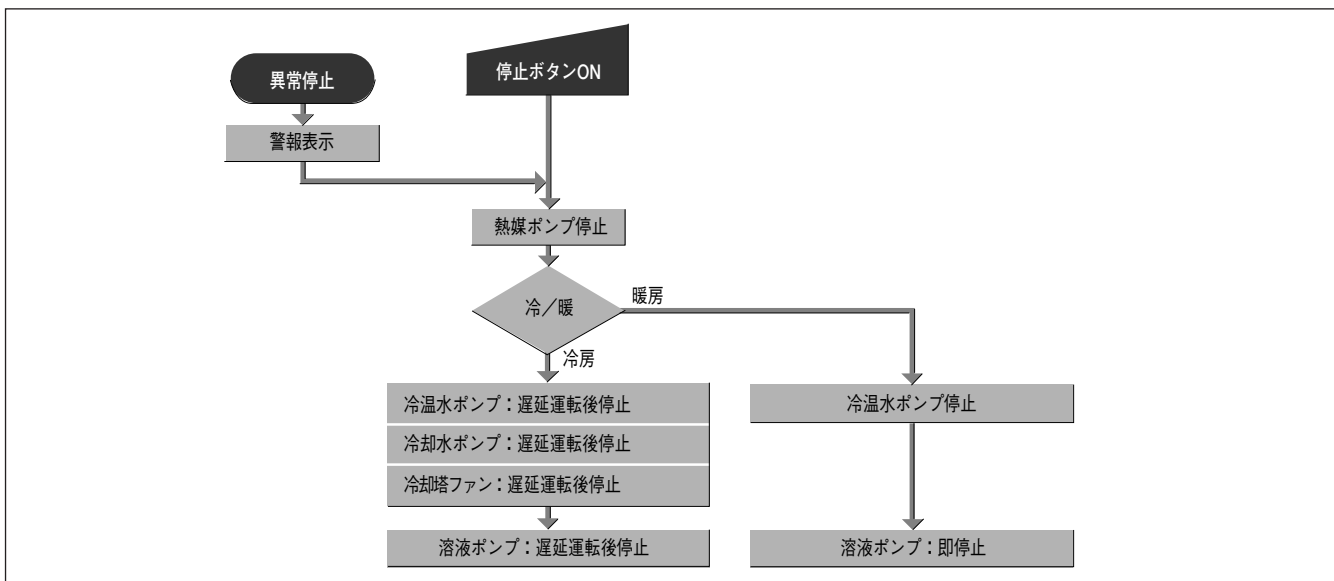 異常停止
停止ボタンON
警報表示
熱媒ポンプ停止
冷／暖
暖房
冷房
冷温水ポンプ：遅延運転後停止
冷却水ポンプ：遅延運転後停止
冷却塔ファン：遅延運転後停止
溶液ポンプ：遅延運転後停止
冷温水ポンプ停止
溶液ポンプ：即停止